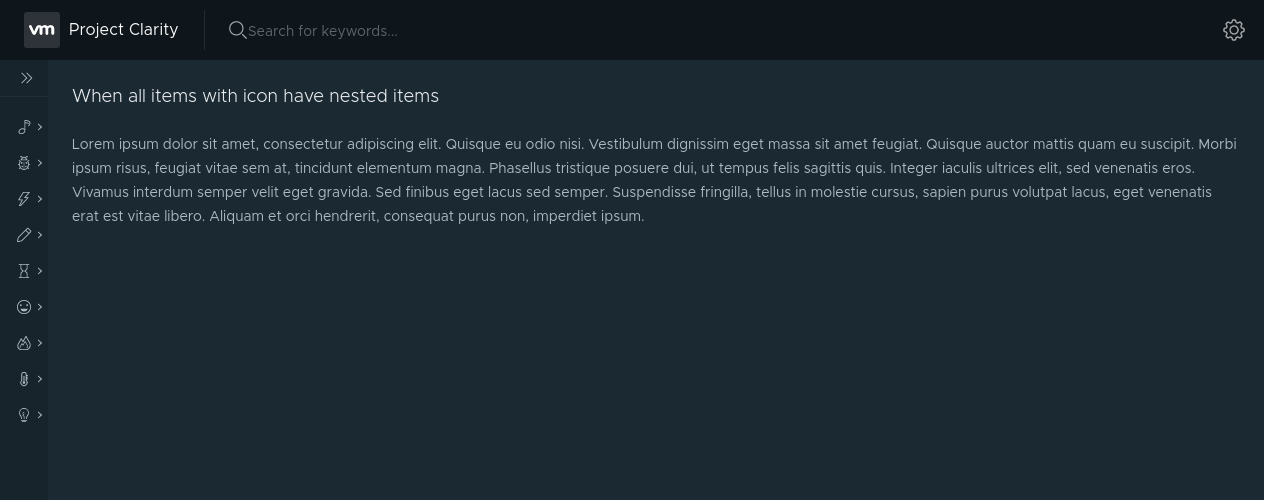 vm Project Clarity
Search for keywords...
When all items with icon have nested items
Lorem ipsum dolor sit amet, consectetur adipiscing elit. Quisque eu odio nisi. Vestibulum dignissim eget massa sit amet feugiat. Quisque auctor mattis quam eu suscipit. Morbi
ipsum risus, feugiat vitae sem at, tincidunt elementum magna. Phasellus tristique posuere dui, ut tempus felis sagittis quis. Integer iaculis ultrices elit, sed venenatis eros.
Vivamus interdum semper velit eget gravida. Sed finibus eget lacus sed semper. Suspendisse fringilla, tellus in molestie cursus, sapien purus volutpat lacus, eget venenatis
erat est vitae libero. Aliquam et orci hendrerit, consequat purus non, imperdiet ipsum.